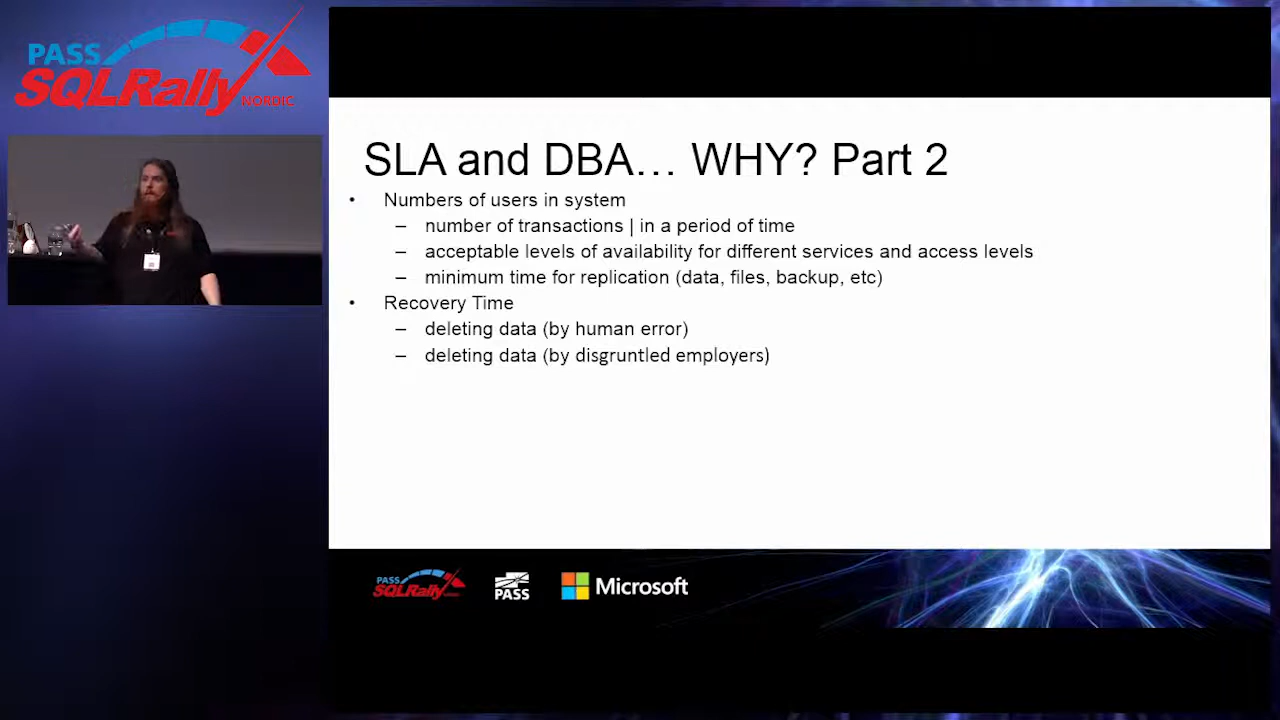 PASS
SQLRally
NORDIC
SLA and DBA... WHY? Part 2
• Numbers of users in system
– number of transactions | in a period of time
– acceptable levels of availability for different services and access levels
– minimum time for replication (data, files, backup, etc)
• Recovery Time
– deleting data (by human error)
– deleting data (by disgruntled employers)
PASS
SQLRally
PASS
Microsoft